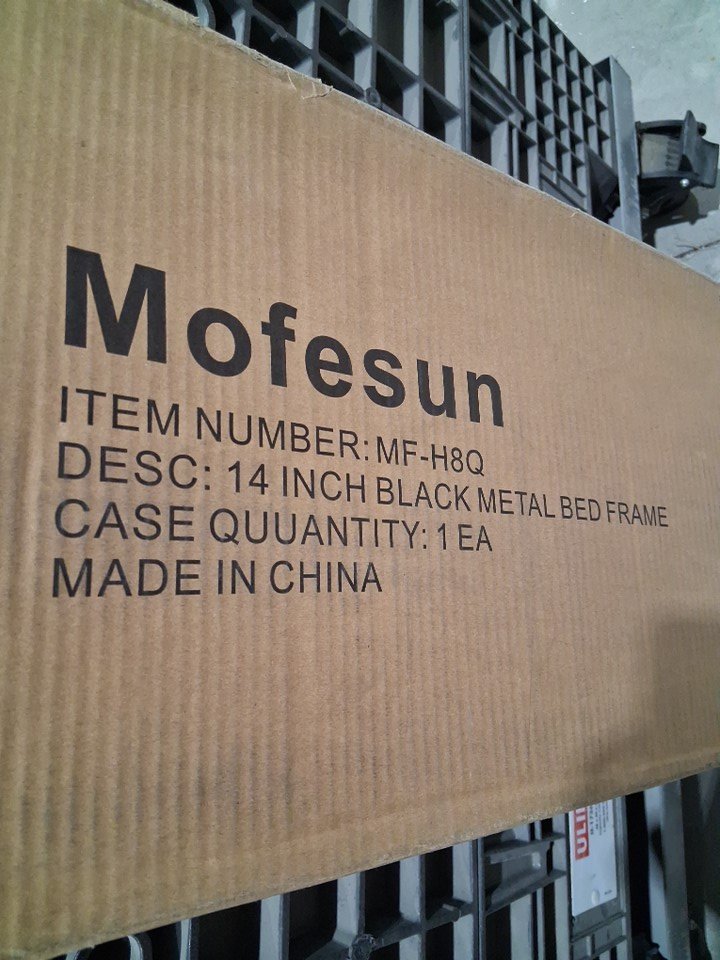 Mofesun
ITEM NUMBER: MF-H8Q
DESC: 14 INCH BLACK METAL BED FRAME
CASE QUUANTITY: 1 EA
MADE IN CHINA